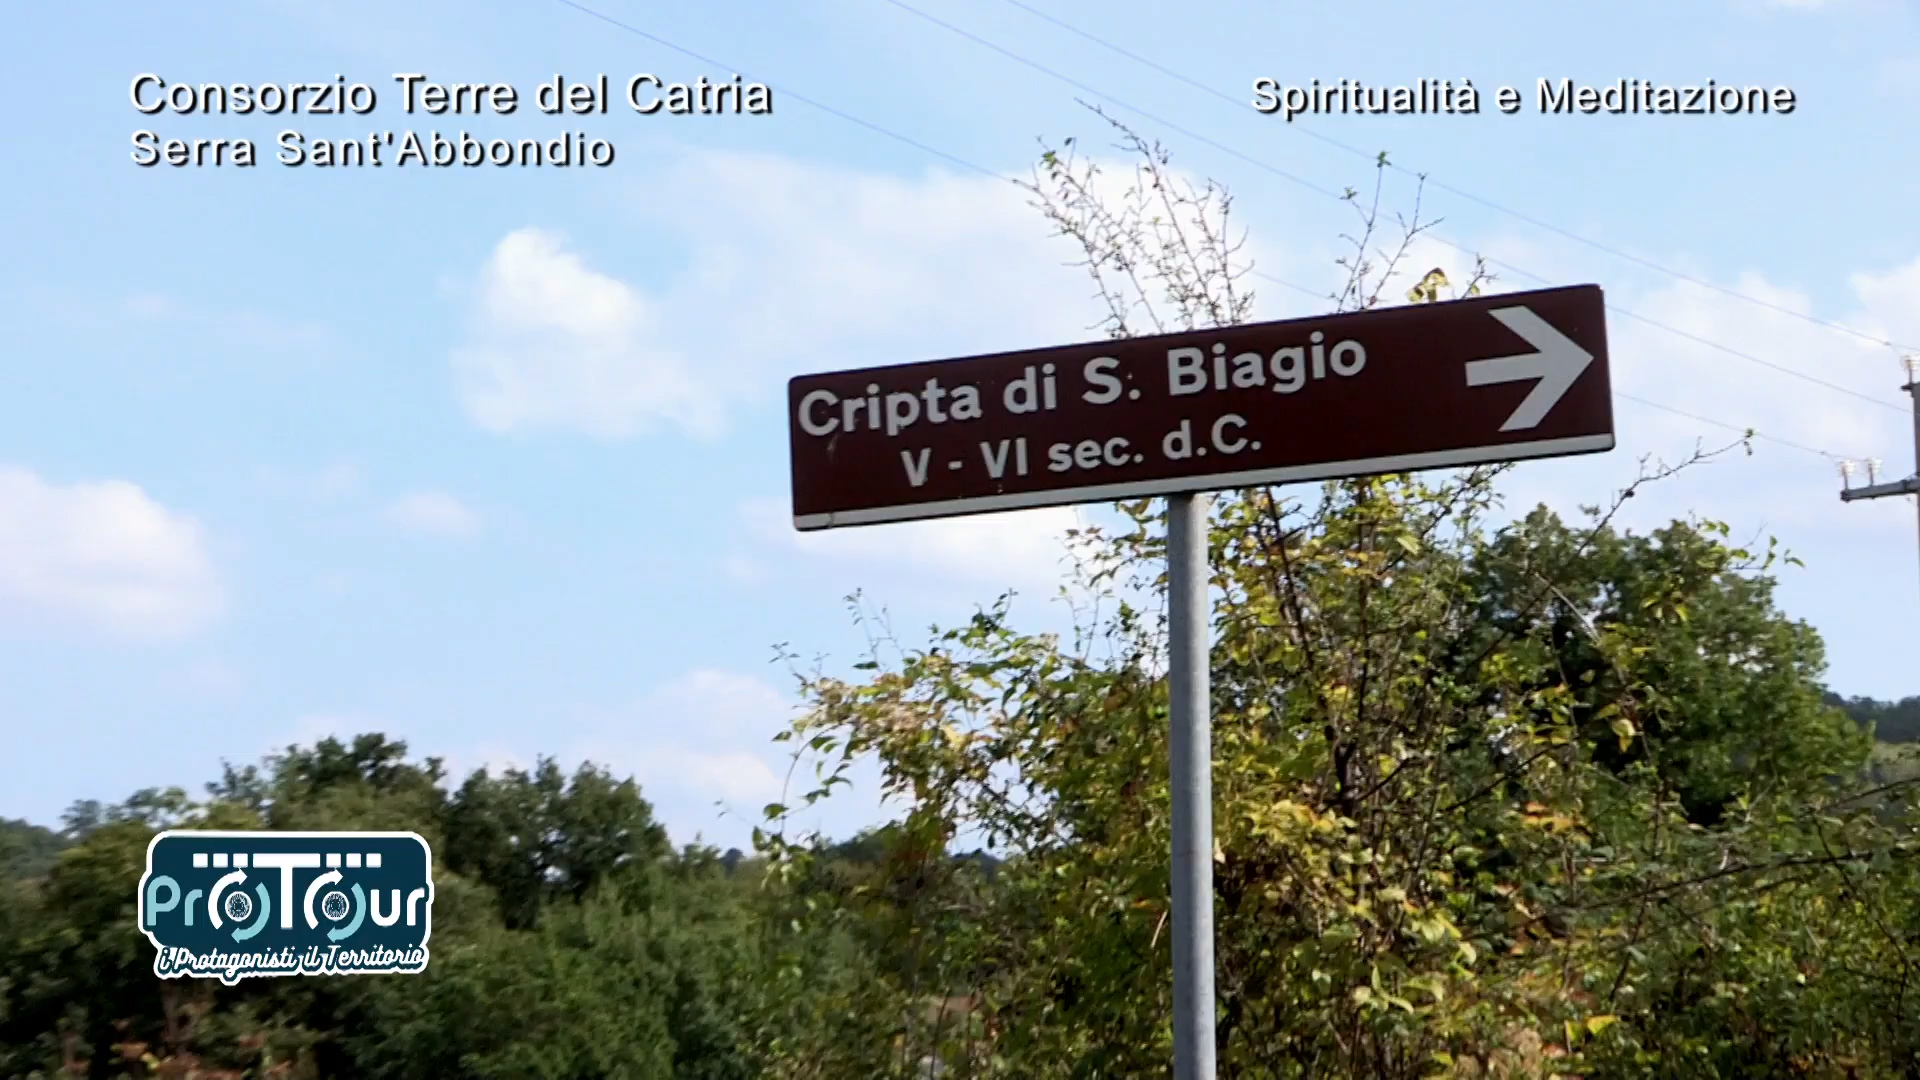 Consorzio Terre del Catria
Serra Sant'Abbondio
Spiritualità e Meditazione
Cripta di S. Biagio
V - VI sec. d.C.
ProTour
i Protagonisti il Territorio